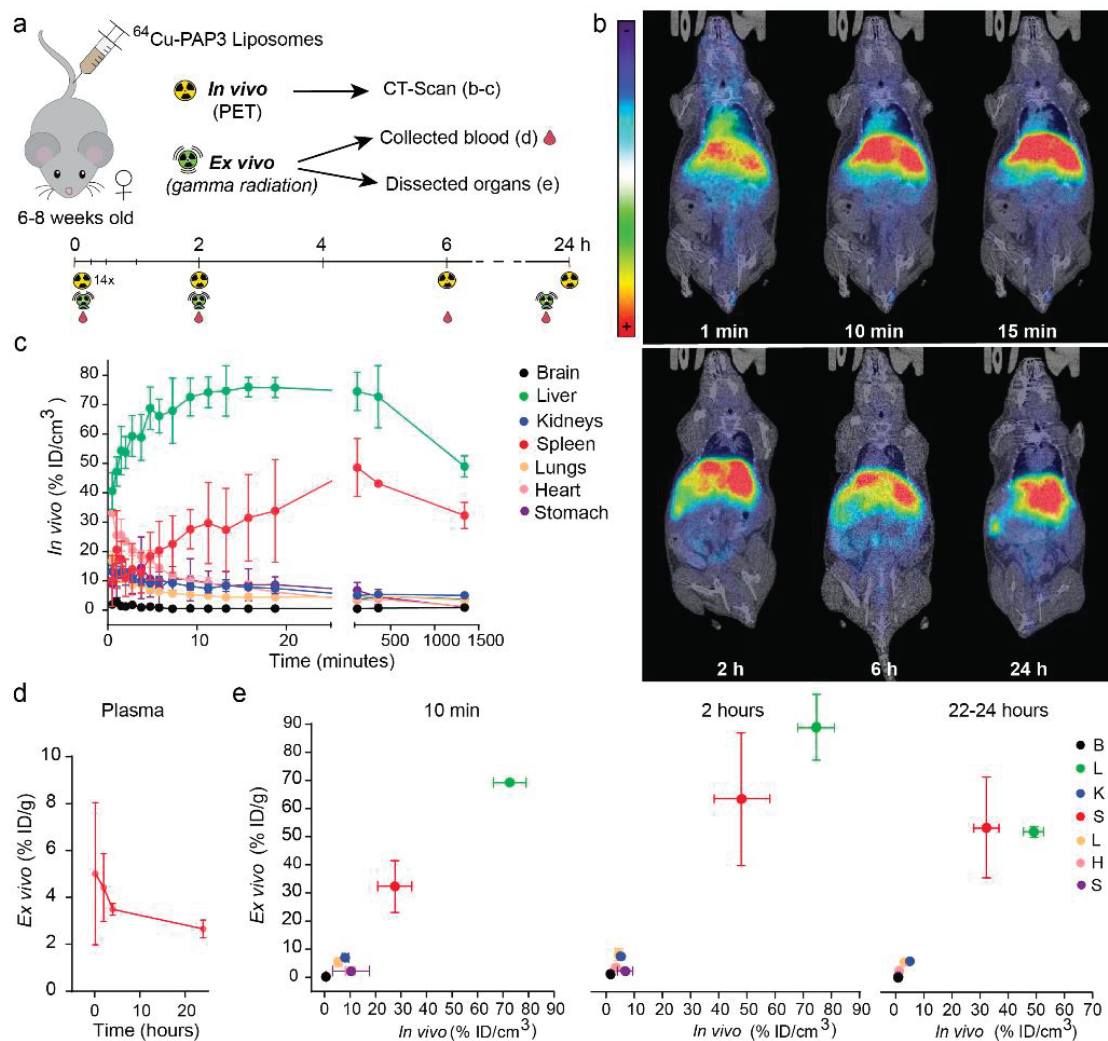 a
64Cu-PAP3 Liposomes
In vivo
(PET)
CT-Scan (b-c)
Ex vivo
(gamma radiation)
Collected blood (d)
Dissected organs (e)
6-8 weeks old
0 2 4 6 24 h
14x
b
-
+
1 min 10 min 15 min
2 h 6 h 24 h
c
In vivo (% ID/cm3)
80
70
60
50
40
30
20
10
0
0 10 20 500 1000 1500
Time (minutes)
Brain
Liver
Kidneys
Spleen
Lungs
Heart
Stomach
d
Plasma
Ex vivo (% ID/g)
10
8
6
4
2
0
0 10 20
Time (hours)
e
10 min 2 hours 22-24 hours
Ex vivo (% ID/g)
90
80
70
60
50
40
30
20
10
0
0 10 20 30 40 50 60 70 80 90
In vivo (% ID/cm3)
0 10 20 30 40 50 60 70 80 90
In vivo (% ID/cm3)
0 10 20 30 40 50 60 70
In vivo (% ID/cm3)
B
L
K
S
L
H
S